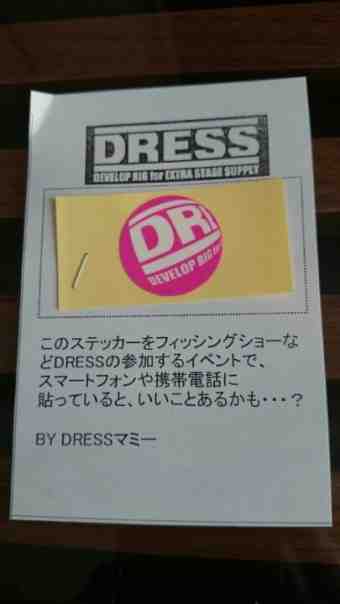 DRESS
DEVELOP RIG for EXTRA STAGE SUPPLY
DRE
DEVELOP RIG for
このステッカーをフィッシングショーな
どDRESSの参加するイベントで、
スマートフォンや携帯電話に
貼っていると、いいことあるかも・・・？
BY DRESSマミー